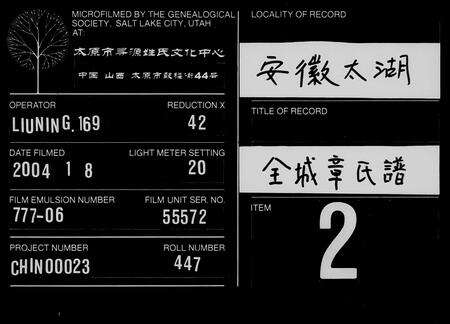 MICROFILMED BY THE GENEALOGICAL
SOCIETY, SALT LAKE CITY, UTAH
AT
太原市寻源姓氏文化中心
中国 山西 太原市鼓楼街44号
OPERATOR
REDUCTION X
LIUNING.169
42
DATE FILMED
LIGHT METER SETTING
2004 1 8
20
FILM EMULSION NUMBER
FILM UNIT SER. NO.
777-06
55572
PROJECT NUMBER
ROLL NUMBER
CHIN00023
447
LOCALITY OF RECORD
安徽太湖
TITLE OF RECORD
全城章氏譜
ITEM
2